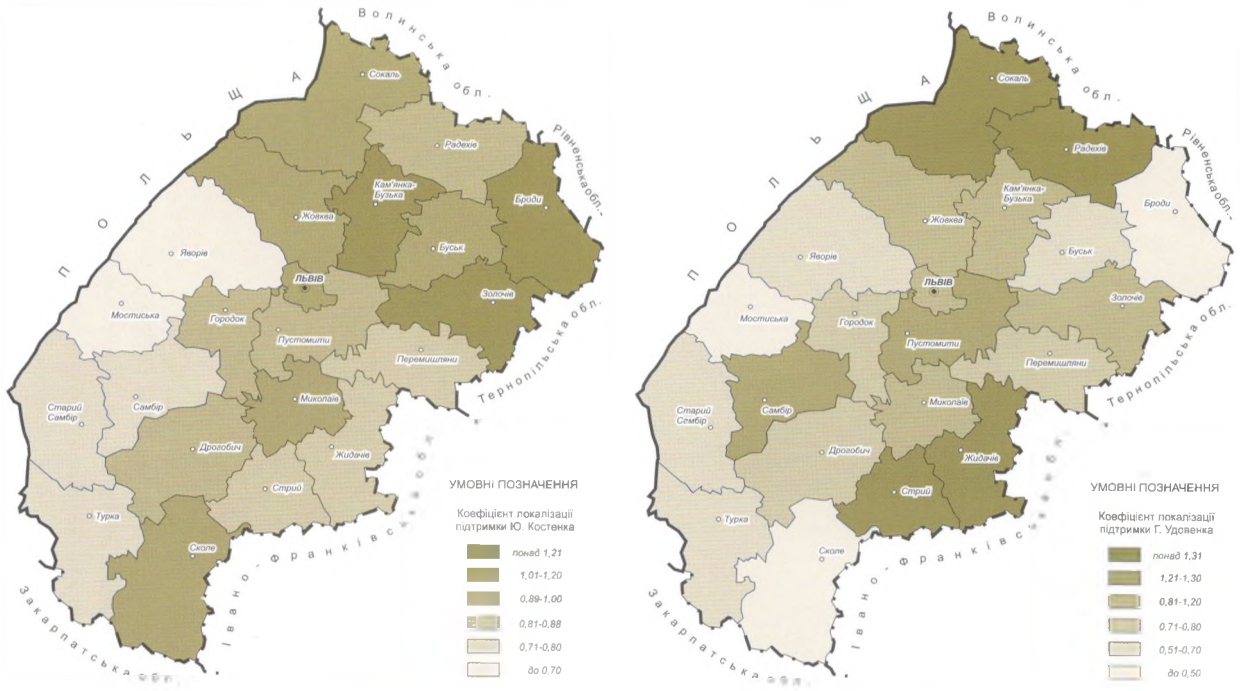 Волинська обл.
ПОЛЬЩА
Рівненська обл.
Сокаль
Радехів
Кам'янка-
Бузька
Броди
Жовква
Буськ
Яворів
ЛЬВІВ
Золочів
Мостиська
Городок
Пустомити
Перемишляни
Тернопільська обл.
Старий
Самбір
Самбір
Миколаїв
Дрогобич
Жидачів
Стрий
Турка
Сколе
Закарпатська обл.
Івано-Франківська
УМОВНІ ПОЗНАЧЕННЯ
Коефіцієнт локалізації
підтримки Ю. Костенка
понад 1,21
1,01-1,20
0,89-1,00
0,81-0,88
0,71-0,80
до 0,70
Волинська обл.
ПОЛЬЩА
Рівненська обл.
Сокаль
Радехів
Кам'янка-
Бузька
Броди
Жовква
Буськ
Яворів
ЛЬВІВ
Золочів
Мостиська
Городок
Пустомити
Перемишляни
Тернопільська обл.
Старий
Сембір
Самбір
Миколаїв
Дрогобич
Жидачів
Стрий
Турка
Сколе
Закарпатська обл.
Івано-Франківська
УМОВНІ ПОЗНАЧЕННЯ
Коефіцієнт локалізації
підтримки Г. Удовенка
понад 1,31
1,21-1,30
0,81-1,20
0,71-0,80
0,51-0,70
до 0,50